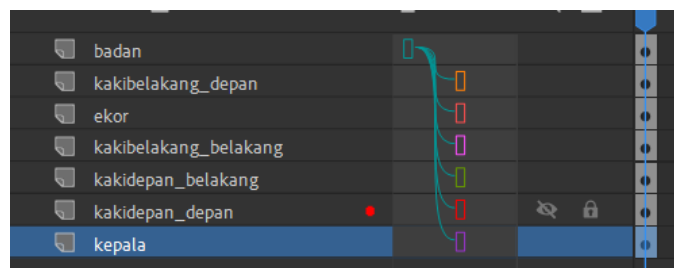 badan
kakibelakang_depan
ekor
kakibelakang_belakang
kakidepan_belakang
kakidepan_depan
kepala